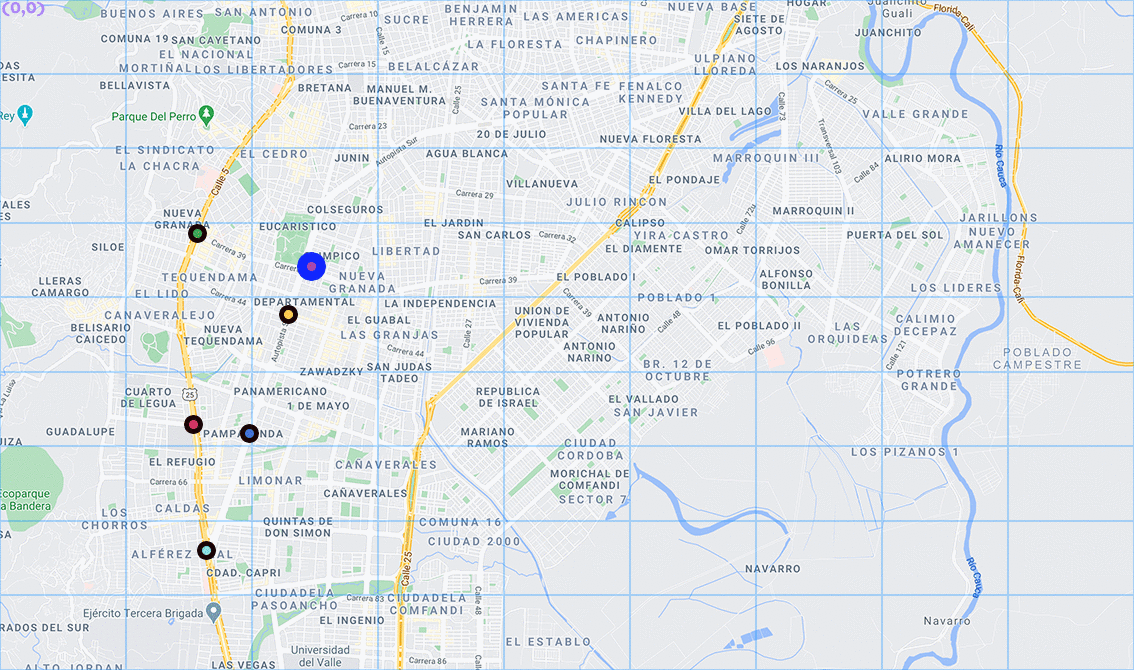 (0,0)
BUENOS AIRES
SAN ANTONIO
Carrera 10
SUCRE
BENJAMIN
HERRERA
LAS AMERICAS
NUEVA BASE
SIETE DE
AGOSTO
HOGAR
Juanchito
Guali
Florida-Cali
JUANCHITO
COMUNA 19
SAN CAYETANO
COMUNA 3
Calle 15
LA FLORESTA
CHAPINERO
EL NACIONAL
MORTIÑAL
LOS LIBERTADORES
Carrera 15
BELALCÁZAR
ULPIANO
LLOREDA
LOS NARANJOS
ESITA
BELLAVISTA
BRETANA
MANUEL M.
BUENAVENTURA
Calle 25
SANTA FE
FENALCO
KENNEDY
SANTA MÓNICA
POPULAR
Carrera 25
Rey
Parque Del Perro
VILLA DEL LAGO
Calle 73
VALLE GRANDE
Carrera 23
20 DE JULIO
NUEVA FLORESTA
Transversal 103
EL SINDICATO
LA CHACRA
EL CEDRO
JUNIN
Autopista Sur
AGUA BLANCA
MARROQUIN III
ALIRIO MORA
Río Cauca
Calle 84
Calle 5
VILLANUEVA
EL PONDAJE
Carrera 29
JULIO RINCON
NUEVA
GRANADA
COLSEGUROS
EUCARISTICO
EL JARDIN
SAN CARLOS
Carrera 32
CALIPSO
YIRA CASTRO
Calle 73a
MARROQUIN II
PUERTA DEL SOL
JARILLONS
NUEVO
AMANECER
SILOE
Carrera 39
LIBERTAD
EL DIAMENTE
OMAR TORRIJOS
Florida-Cali
LLERAS
CAMARGO
TEQUENDAMA
NUEVA
GRANADA
Carrera 39
EL POBLADO I
ALFONSO
BONILLA
LOS LIDERES
EL LIDO
Carrera 44
DEPARTAMENTAL
LA INDEPENDENCIA
Carrera 39
POBLADO 1
CANAVERALEJO
BELISARIO
CAICEDO
NUEVA
TEQUENDAMA
EL GUABAL
LAS GRANJAS
Calle 27
UNION DE
VIVIENDA
POPULAR
ANTONIO
NARIÑO
Calle 48
EL POBLADO II
LAS
ORQUIDEAS
CALIMIO
DECEPAZ
Carrera 44
ANTONIO
NARINO
Calle 96
Calle 121
POBLADO
CAMPESTRE
ZAWADZKY
SAN JUDAS
TADEO
BR. 12 DE
OCTUBRE
POTRERO
GRANDE
CUARTO
DE LEGUA
25
PANAMERICANO
1 DE MAYO
REPUBLICA
DE ISRAEL
EL VALLADO
SAN JAVIER
GUADALUPE
MARIANO
RAMOS
CIUDAD
CORDOBA
LOS PIZANOS 1
EL REFUGIO
CAÑAVERALES
MORICHAL DE
COMFANDI
SECTOR 7
Carrera 66
LIMONAR
CAÑAVERALES
Ecoparque
a Bandera
LOS
CHORROS
CALDAS
QUINTAS DE
DON SIMON
COMUNA 16
CIUDAD 2000
ALFÉREZ
CDAD. CAPRI
Calle 25
NAVARRO
Río Cauca
CIUDADELA
PASOANCHO
Carrera 83
CIUDADELA
COMFANDI
Calle 48
Ejército Tercera Brigada
EL INGENIO
Navarro
RADOS DEL SUR
EL ESTABLO
Universidad
del Valle
LAS VEGAS
Carrera 86
ALTO JORDAN